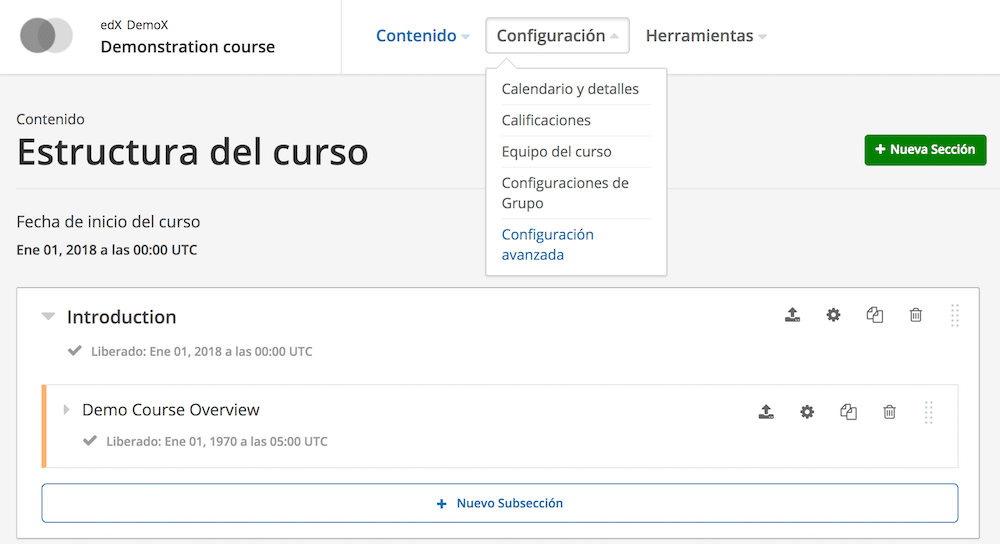 edX DemoX
Demonstration course
Contenido
Configuración
Herramientas
Calendario y detalles
Calificaciones
Equipo del curso
Configuraciones de
Grupo
Configuración
avanzada
Contenido
Estructura del curso
+ Nueva Sección
Fecha de inicio del curso
Ene 01, 2018 a las 00:00 UTC
Introduction
Liberado: Ene 01, 2018 a las 00:00 UTC
Demo Course Overview
Liberado: Ene 01, 1970 a las 05:00 UTC
+ Nuevo Subsección